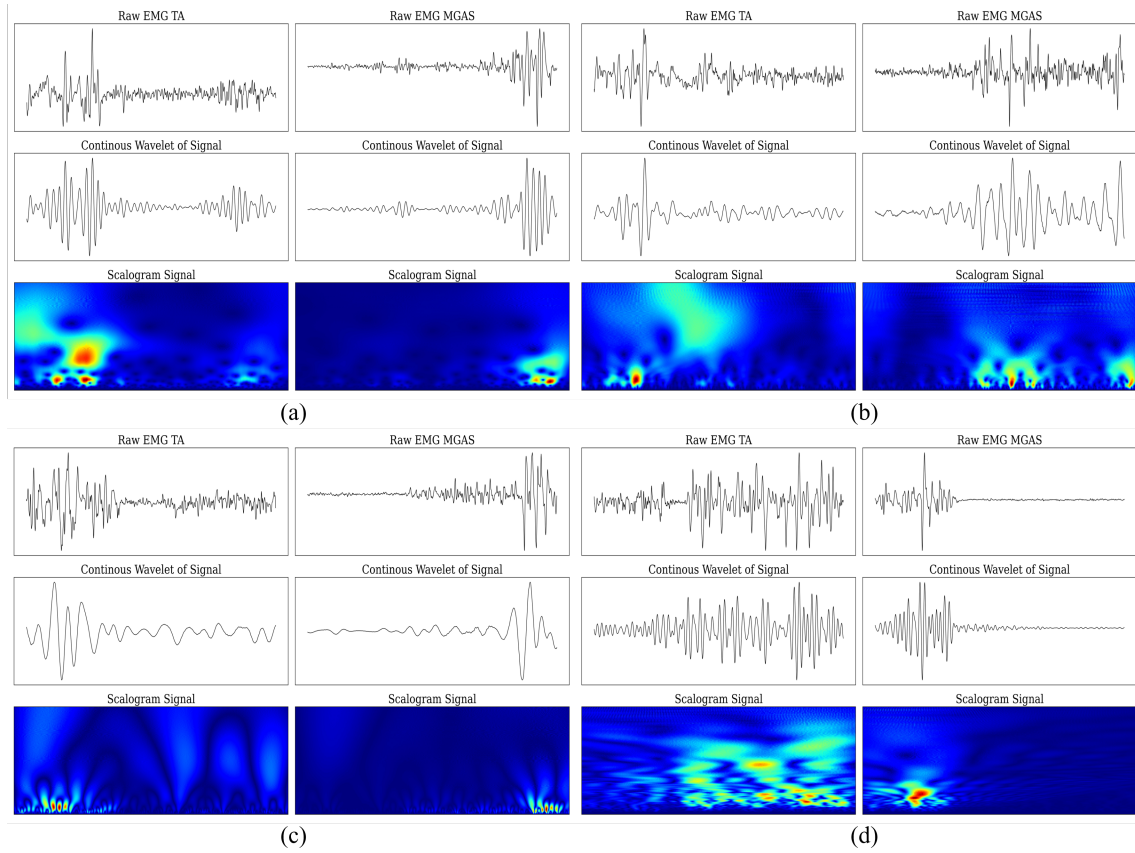 Raw EMG TA
Raw EMG MGAS
Raw EMG TA
Raw EMG MGAS
Continous Wavelet of Signal
Continous Wavelet of Signal
Continous Wavelet of Signal
Continous Wavelet of Signal
Scalogram Signal
Scalogram Signal
Scalogram Signal
Scalogram Signal
(a)
(b)
Raw EMG TA
Raw EMG MGAS
Raw EMG TA
Raw EMG MGAS
Continous Wavelet of Signal
Continous Wavelet of Signal
Continous Wavelet of Signal
Continous Wavelet of Signal
Scalogram Signal
Scalogram Signal
Scalogram Signal
Scalogram Signal
(c)
(d)